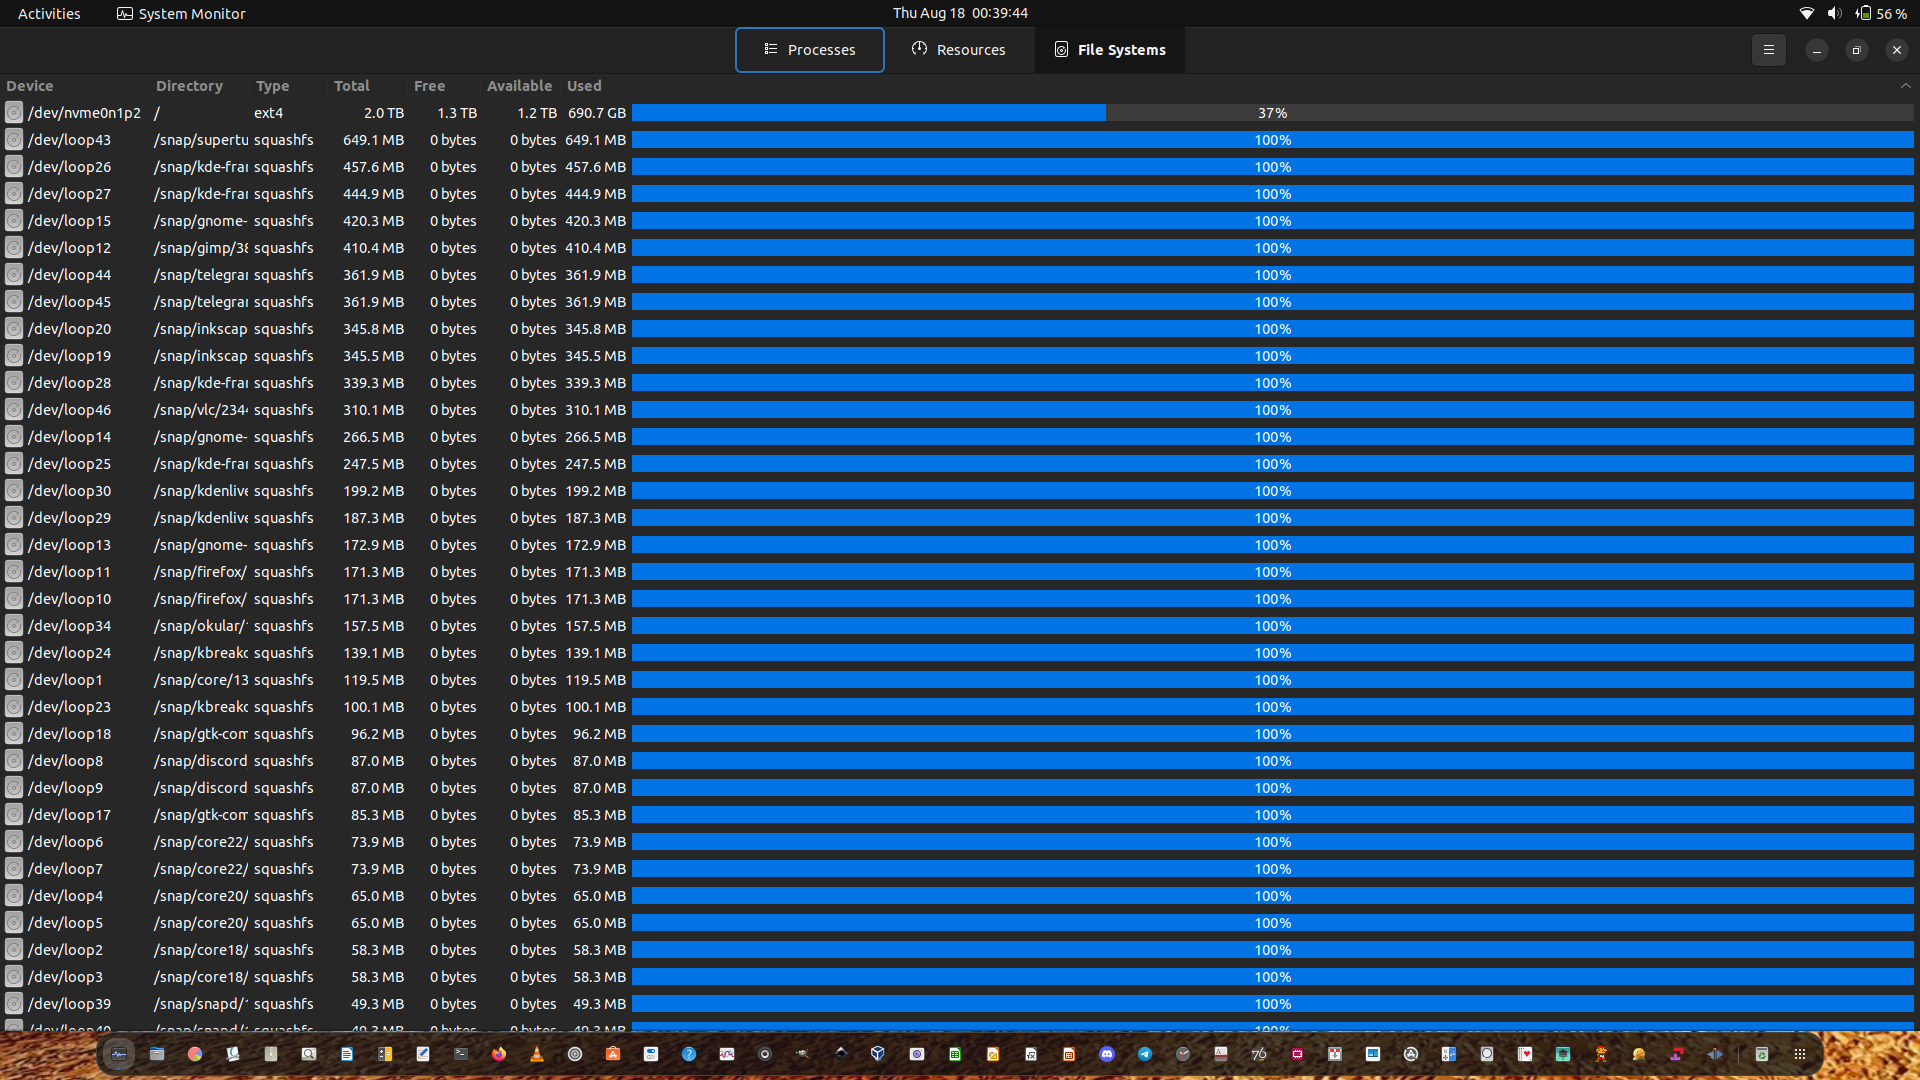 Activities System Monitor Thu Aug 18 00:39:44 56 %
Processes Resources File Systems
Device Directory Type Total Free Available Used
/dev/nvme0n1p2 / ext4 2.0 TB 1.3 TB 1.2 TB 690.7 GB 37%
/dev/loop43 /snap/supertu squashfs 649.1 MB 0 bytes 0 bytes 649.1 MB 100%
/dev/loop26 /snap/kde-fra squashfs 457.6 MB 0 bytes 0 bytes 457.6 MB 100%
/dev/loop27 /snap/kde-fra squashfs 444.9 MB 0 bytes 0 bytes 444.9 MB 100%
/dev/loop15 /snap/gnome- squashfs 420.3 MB 0 bytes 0 bytes 420.3 MB 100%
/dev/loop12 /snap/gimp/38 squashfs 410.4 MB 0 bytes 0 bytes 410.4 MB 100%
/dev/loop44 /snap/telegra squashfs 361.9 MB 0 bytes 0 bytes 361.9 MB 100%
/dev/loop45 /snap/telegra squashfs 361.9 MB 0 bytes 0 bytes 361.9 MB 100%
/dev/loop20 /snap/inkscap squashfs 345.8 MB 0 bytes 0 bytes 345.8 MB 100%
/dev/loop19 /snap/inkscap squashfs 345.5 MB 0 bytes 0 bytes 345.5 MB 100%
/dev/loop28 /snap/kde-fra squashfs 339.3 MB 0 bytes 0 bytes 339.3 MB 100%
/dev/loop46 /snap/vlc/2344 squashfs 310.1 MB 0 bytes 0 bytes 310.1 MB 100%
/dev/loop14 /snap/gnome- squashfs 266.5 MB 0 bytes 0 bytes 266.5 MB 100%
/dev/loop25 /snap/kde-fra squashfs 247.5 MB 0 bytes 0 bytes 247.5 MB 100%
/dev/loop30 /snap/kdenlive squashfs 199.2 MB 0 bytes 0 bytes 199.2 MB 100%
/dev/loop29 /snap/kdenlive squashfs 187.3 MB 0 bytes 0 bytes 187.3 MB 100%
/dev/loop13 /snap/gnome- squashfs 172.9 MB 0 bytes 0 bytes 172.9 MB 100%
/dev/loop11 /snap/firefox/ squashfs 171.3 MB 0 bytes 0 bytes 171.3 MB 100%
/dev/loop10 /snap/firefox/ squashfs 171.3 MB 0 bytes 0 bytes 171.3 MB 100%
/dev/loop34 /snap/okular/ squashfs 157.5 MB 0 bytes 0 bytes 157.5 MB 100%
/dev/loop24 /snap/kbreako squashfs 139.1 MB 0 bytes 0 bytes 139.1 MB 100%
/dev/loop1 /snap/core/13 squashfs 119.5 MB 0 bytes 0 bytes 119.5 MB 100%
/dev/loop23 /snap/kbreako squashfs 100.1 MB 0 bytes 0 bytes 100.1 MB 100%
/dev/loop18 /snap/gtk-com squashfs 96.2 MB 0 bytes 0 bytes 96.2 MB 100%
/dev/loop8 /snap/discord squashfs 87.0 MB 0 bytes 0 bytes 87.0 MB 100%
/dev/loop9 /snap/discord squashfs 87.0 MB 0 bytes 0 bytes 87.0 MB 100%
/dev/loop17 /snap/gtk-com squashfs 85.3 MB 0 bytes 0 bytes 85.3 MB 100%
/dev/loop6 /snap/core22/ squashfs 73.9 MB 0 bytes 0 bytes 73.9 MB 100%
/dev/loop7 /snap/core22/ squashfs 73.9 MB 0 bytes 0 bytes 73.9 MB 100%
/dev/loop4 /snap/core20/ squashfs 65.0 MB 0 bytes 0 bytes 65.0 MB 100%
/dev/loop5 /snap/core20/ squashfs 65.0 MB 0 bytes 0 bytes 65.0 MB 100%
/dev/loop2 /snap/core18/ squashfs 58.3 MB 0 bytes 0 bytes 58.3 MB 100%
/dev/loop3 /snap/core18/ squashfs 58.3 MB 0 bytes 0 bytes 58.3 MB 100%
/dev/loop39 /snap/snapd/ squashfs 49.3 MB 0 bytes 0 bytes 49.3 MB 100%
/dev/loop40 /snap/snapd/ squashfs 49.3 MB 0 bytes 0 bytes 49.3 MB 100%